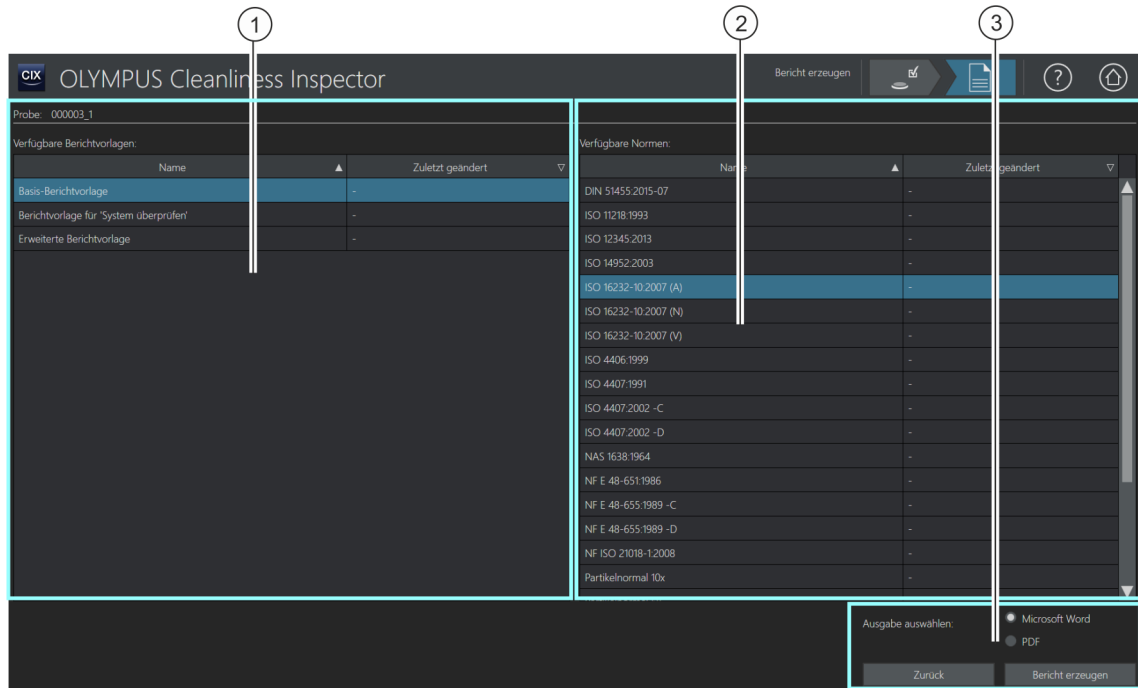 1
2
3
CIX
OLYMPUS Cleanliness Inspector
Bericht erzeugen
?
Probe: 000003_1
Verfügbare Berichtvorlagen:
Name Zuletzt geändert
Basis-Berichtvorlage -
Berichtvorlage für 'System überprüfen' -
Erweiterte Berichtvorlage -
Verfügbare Normen:
Name Zuletzt geändert
DIN 51455:2015-07 -
ISO 11218:1993 -
ISO 12345:2013 -
ISO 14952:2003 -
ISO 16232-10:2007 (A) -
ISO 16232-10:2007 (N) -
ISO 16232-10:2007 (V) -
ISO 4406:1999 -
ISO 4407:1991 -
ISO 4407:2002 -C -
ISO 4407:2002 -D -
NAS 1638:1964 -
NF E 48-651:1986 -
NF E 48-655:1989 -C -
NF E 48-655:1989 -D -
NF ISO 21018-1:2008 -
Partikelnormal 10x -
Ausgabe auswählen:
Microsoft Word
PDF
Zurück
Bericht erzeugen